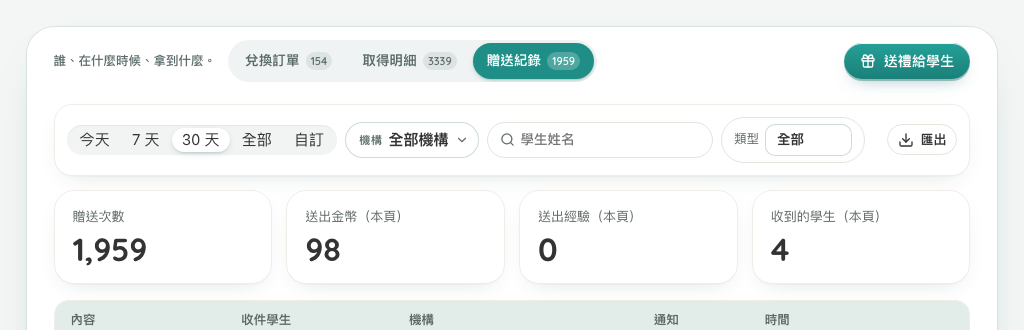 誰、在什麼時候、拿到什麼。
兌換訂單 154
取得明細 3339
贈送紀錄 1959
送禮給學生
今天
7 天
30 天
全部
自訂
機構 全部機構
學生姓名
類型 全部
匯出
贈送次數
1,959
送出金幣（本頁）
98
送出經驗（本頁）
0
收到的學生（本頁）
4
內容
收件學生
機構
通知
時間